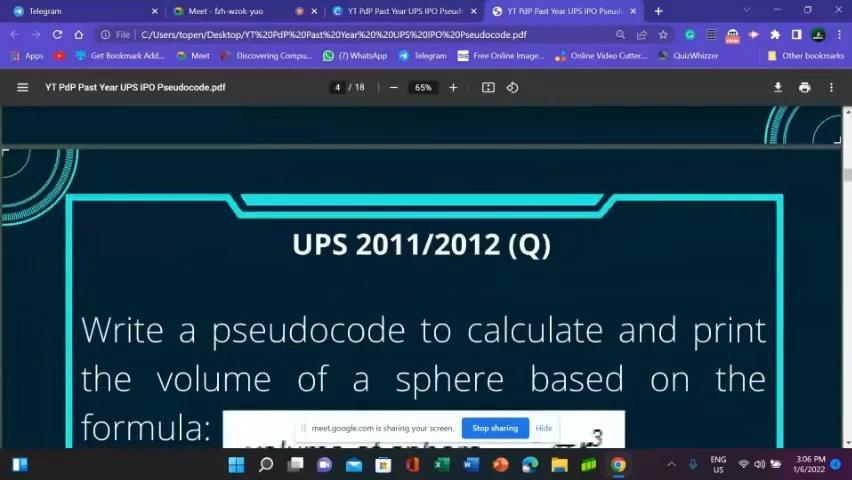 Telegram
Meet - fzh-wzok-yuo
YT PdP Past Year UPS IPO Pseud
YT PdP Past Year UPS IPO Pseudoc
File
C:/Users/topen/Desktop/YT%20PdP%20Past%20Year%20%20UPS%20IPO%20Pseudocode.pdf
Apps
Get Bookmark Add...
Meet
Discovering Compu...
(7) WhatsApp
Telegram
Free Online Image...
Online Video Cutter...
QuizWhizzer
Other bookmarks
YT PdP Past Year UPS IPO Pseudocode.pdf
4 / 18
65%
UPS 2011/2012 (Q)
Write a pseudocode to calculate and print
the volume of a sphere based on the
formula:
meet.google.com is sharing your screen.
Stop sharing
Hide
ENG
US
3:06 PM
1/6/2022